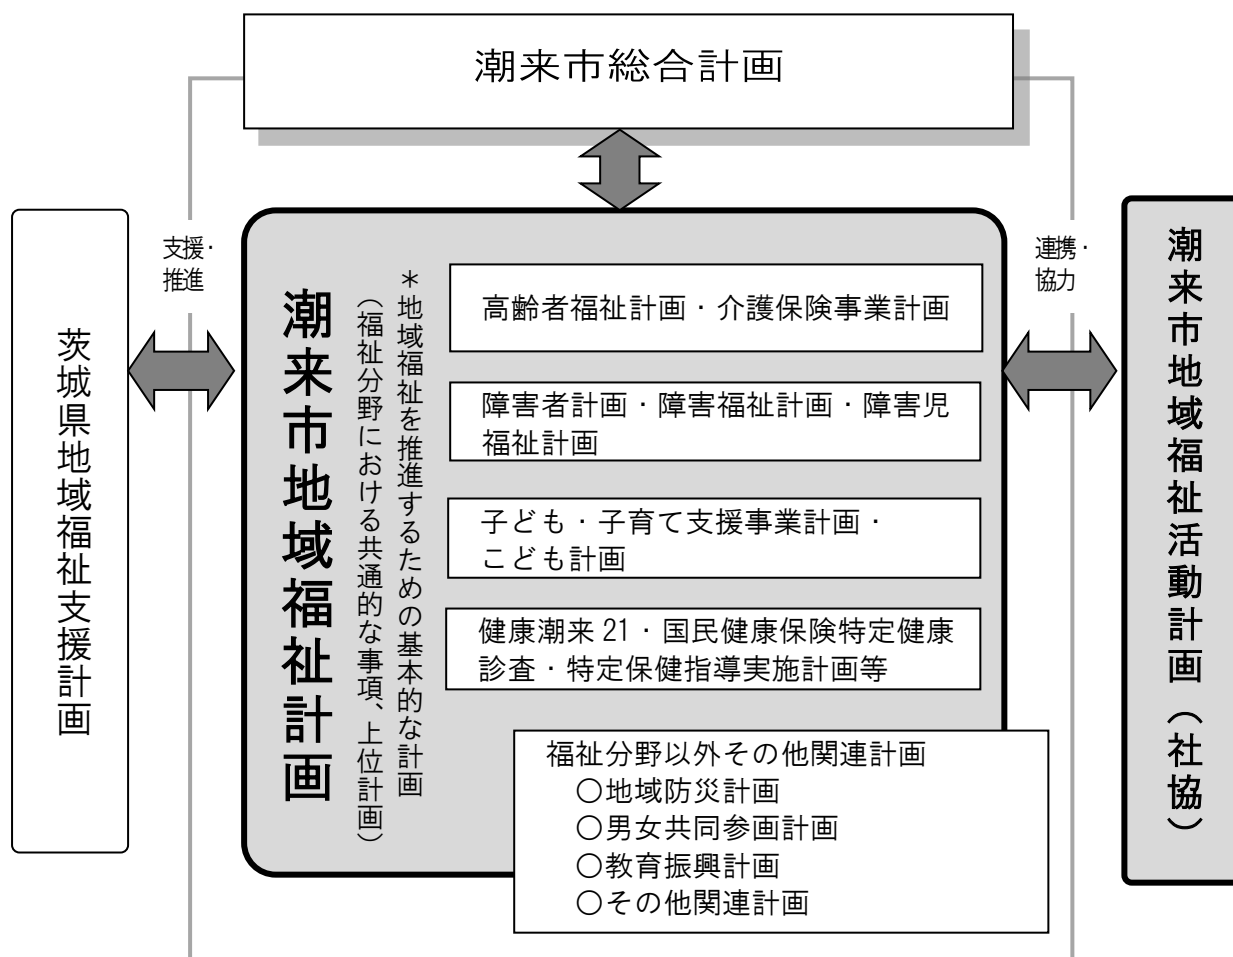 潮来市総合計画
茨城県地域福祉支援計画
支援・
推進
潮来市地域福祉計画
＊地域福祉を推進するための基本的な計画
（福祉分野における共通的な事項、上位計画）
高齢者福祉計画・介護保険事業計画
障害者計画・障害福祉計画・障害児
福祉計画
子ども・子育て支援事業計画・
こども計画
健康潮来21・国民健康保険特定健康
診査・特定保健指導実施計画等
福祉分野以外その他関連計画
〇地域防災計画
〇男女共同参画計画
〇教育振興計画
〇その他関連計画
連携・
協力
潮来市地域福祉活動計画（社協）